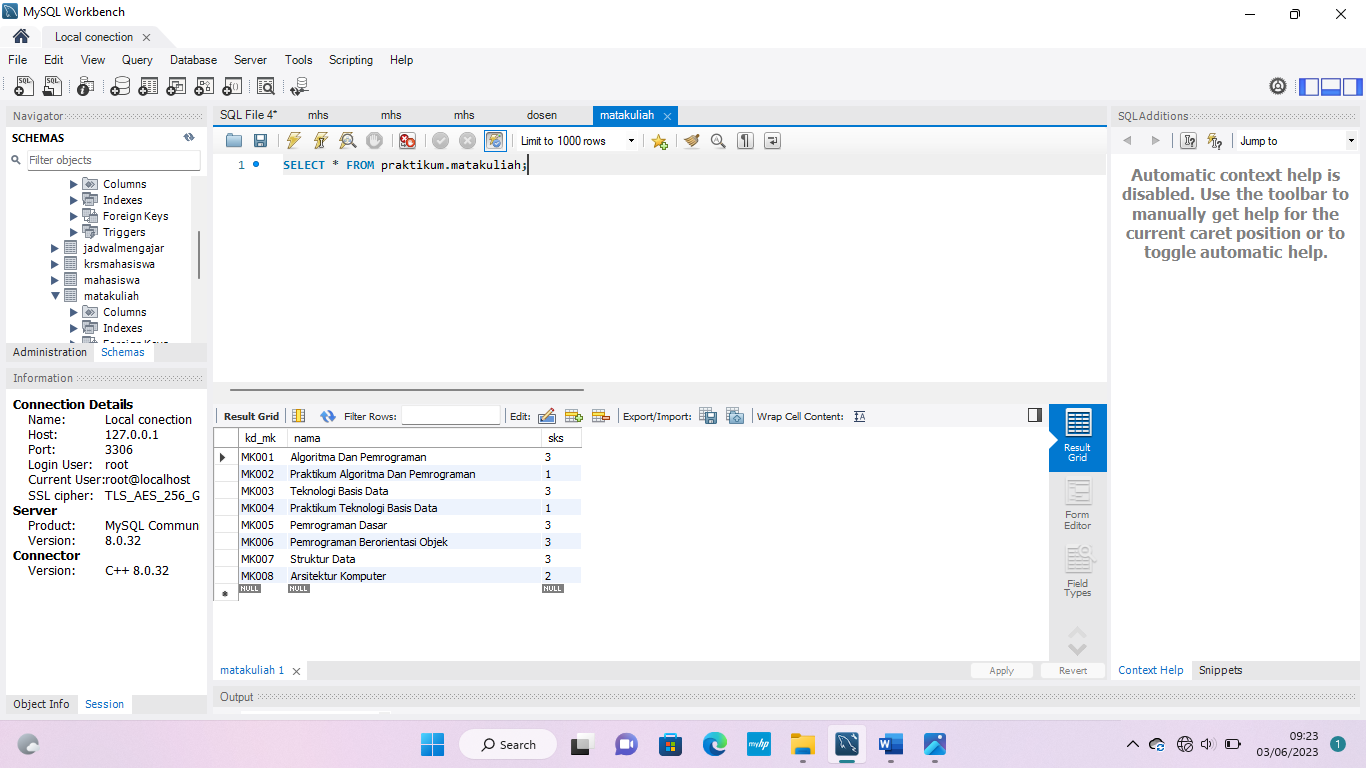 MySQL Workbench
Local conection
File Edit View Query Database Server Tools Scripting Help
Navigator
SCHEMAS
Filter objects
Columns
Indexes
Foreign Keys
Triggers
jadwalmengajar
krsmahasiswa
mahasiswa
matakuliah
Columns
Indexes
Foreign Keys
Administration Schemas
Information
Connection Details
Name: Local conection
Host: 127.0.0.1
Port: 3306
Login User: root
Current User:root@localhost
SSL cipher: TLS_AES_256_G
Server
Product: MySQL Commun
Version: 8.0.32
Connector
Version: C++ 8.0.32
Object Info Session
SQL File 4* mhs mhs mhs dosen matakuliah
Limit to 1000 rows
1 SELECT * FROM praktikum.matakuliah;
Result Grid Filter Rows: Edit: Export/Import: Wrap Cell Content:
kd_mk nama sks
MK001 Algoritma Dan Pemrograman 3
MK002 Praktikum Algoritma Dan Pemrograman 1
MK003 Teknologi Basis Data 3
MK004 Praktikum Teknologi Basis Data 1
MK005 Pemrograman Dasar 3
MK006 Pemrograman Berorientasi Objek 3
MK007 Struktur Data 3
MK008 Arsitektur Komputer 2
NULL NULL NULL
Result
Grid
Form
Editor
Field
Types
matakuliah 1
Apply Revert
Output
SQLAdditions
Jump to
Automatic context help is
disabled. Use the toolbar to
manually get help for the
current caret position or to
toggle automatic help.
Context Help Snippets
Search
myhp
09:23
03/06/2023
1